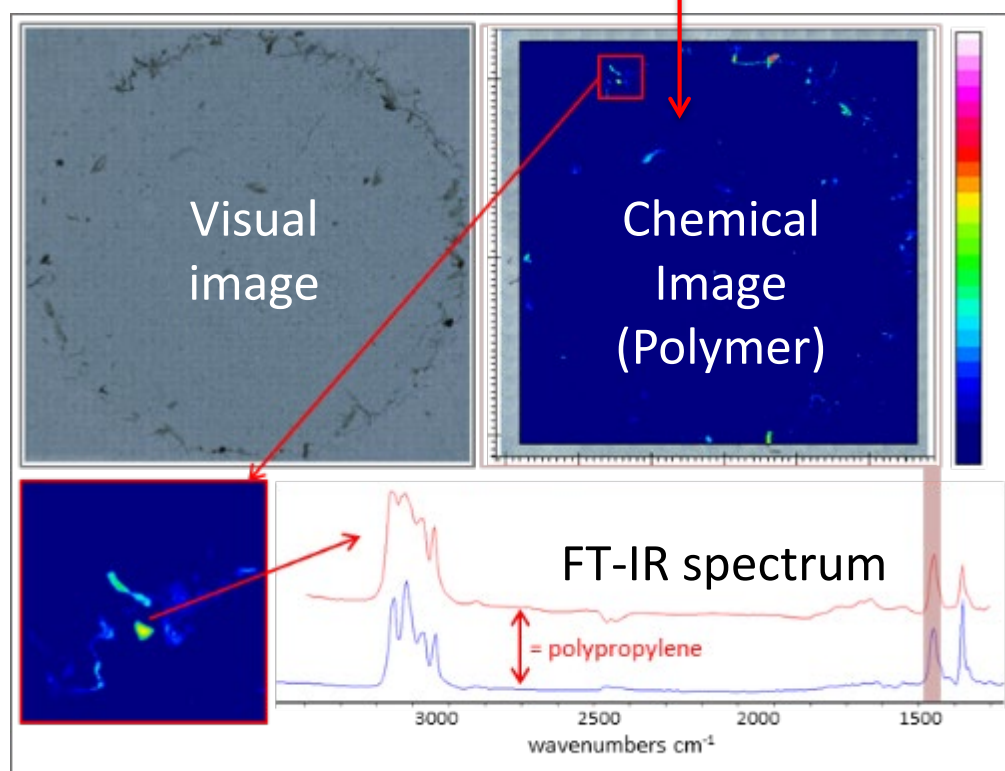 Visual
image
Chemical
Image
(Polymer)
FT-IR spectrum
= polypropylene
3000 2500 2000 1500
wavenumbers cm⁻¹